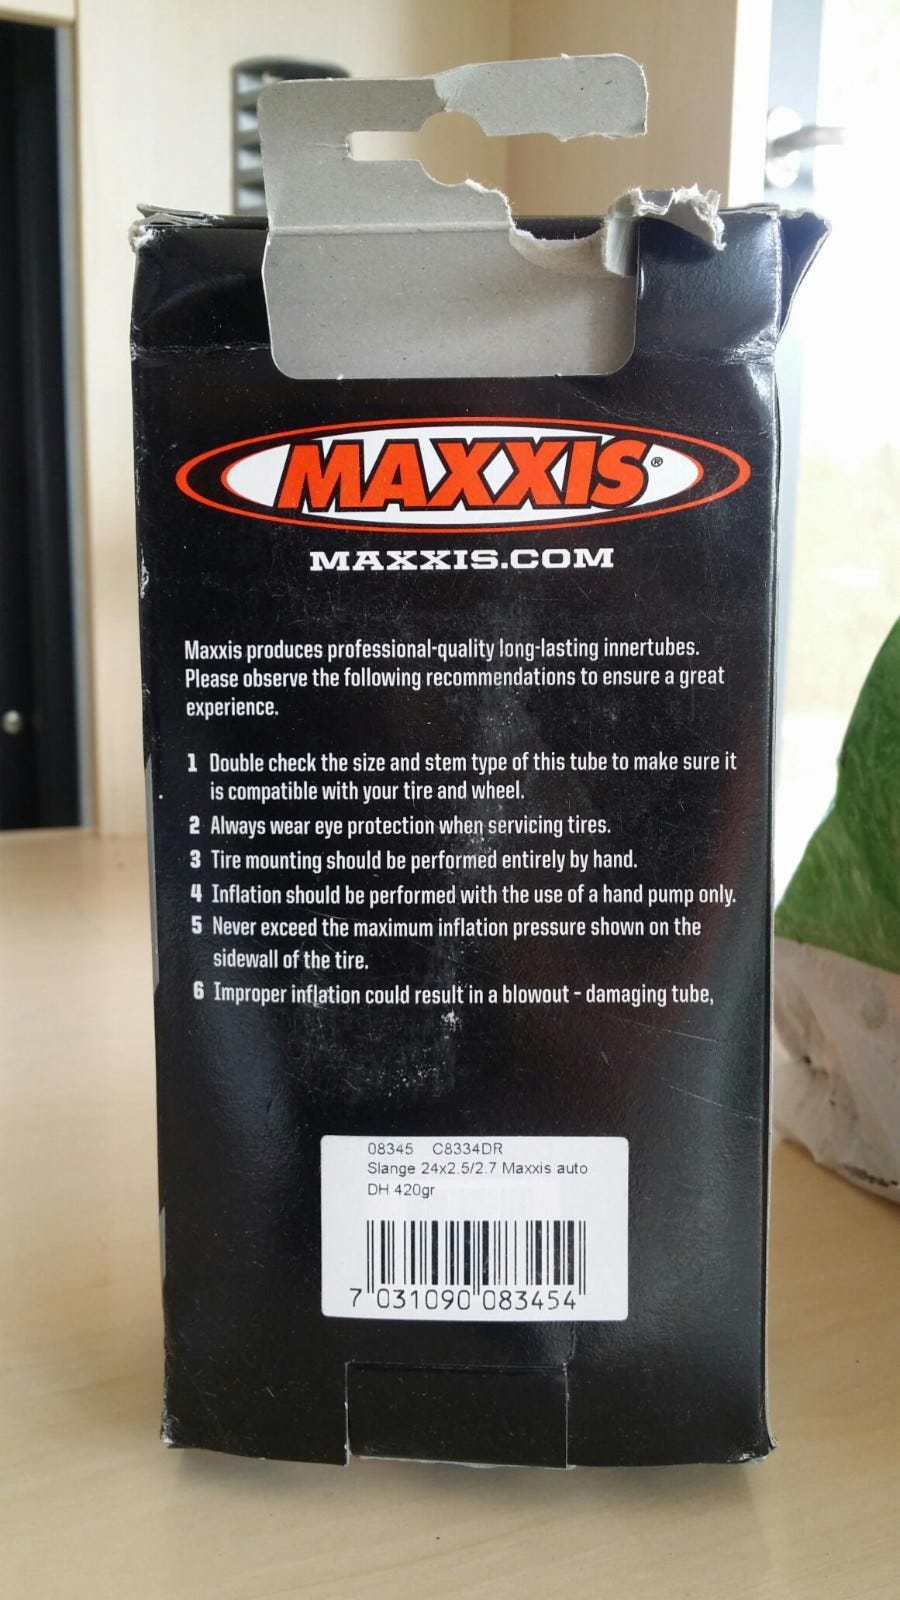 MAXXIS®
MAXXIS.COM
Maxxis produces professional-quality long-lasting innertubes.
Please observe the following recommendations to ensure a great
experience.
1 Double check the size and stem type of this tube to make sure it
is compatible with your tire and wheel.
2 Always wear eye protection when servicing tires.
3 Tire mounting should be performed entirely by hand.
4 Inflation should be performed with the use of a hand pump only.
5 Never exceed the maximum inflation pressure shown on the
sidewall of the tire.
6 Improper inflation could result in a blowout - damaging tube,
08345 C8334DR
Slange 24x2.5/2.7 Maxxis auto
DH 420gr
7 031090 083454